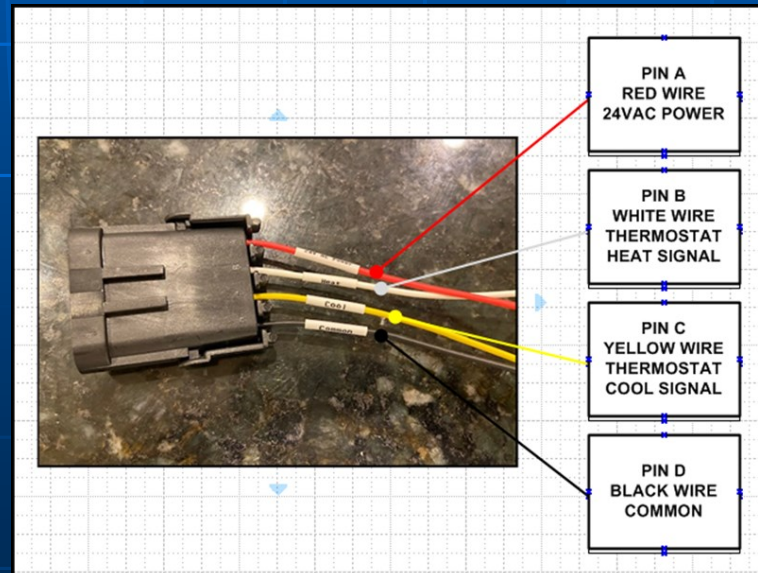 PIN A
RED WIRE
24VAC POWER
PIN B
WHITE WIRE
THERMOSTAT
HEAT SIGNAL
Heat
Cool
PIN C
YELLOW WIRE
THERMOSTAT
COOL SIGNAL
Common
PIN D
BLACK WIRE
COMMON